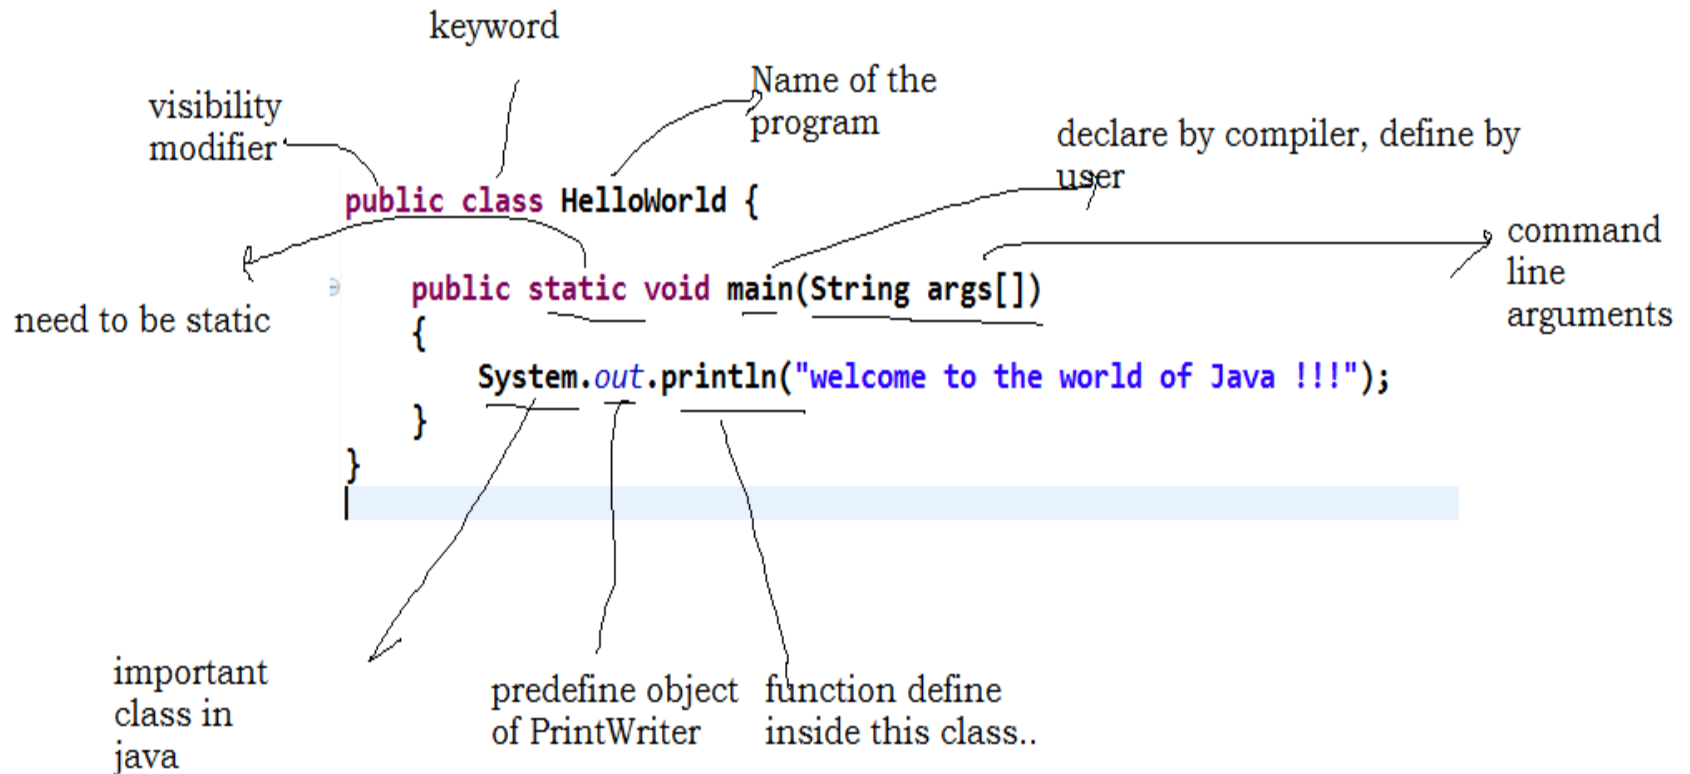 keyword
Name of the
program
visibility
modifier
declare by compiler, define by
user
public class HelloWorld {
command
line
arguments
public static void main(String args[])
need to be static
{
System.out.println("welcome to the world of Java !!!");
}
}
important
class in
java
predefine object
of PrintWriter
function define
inside this class..